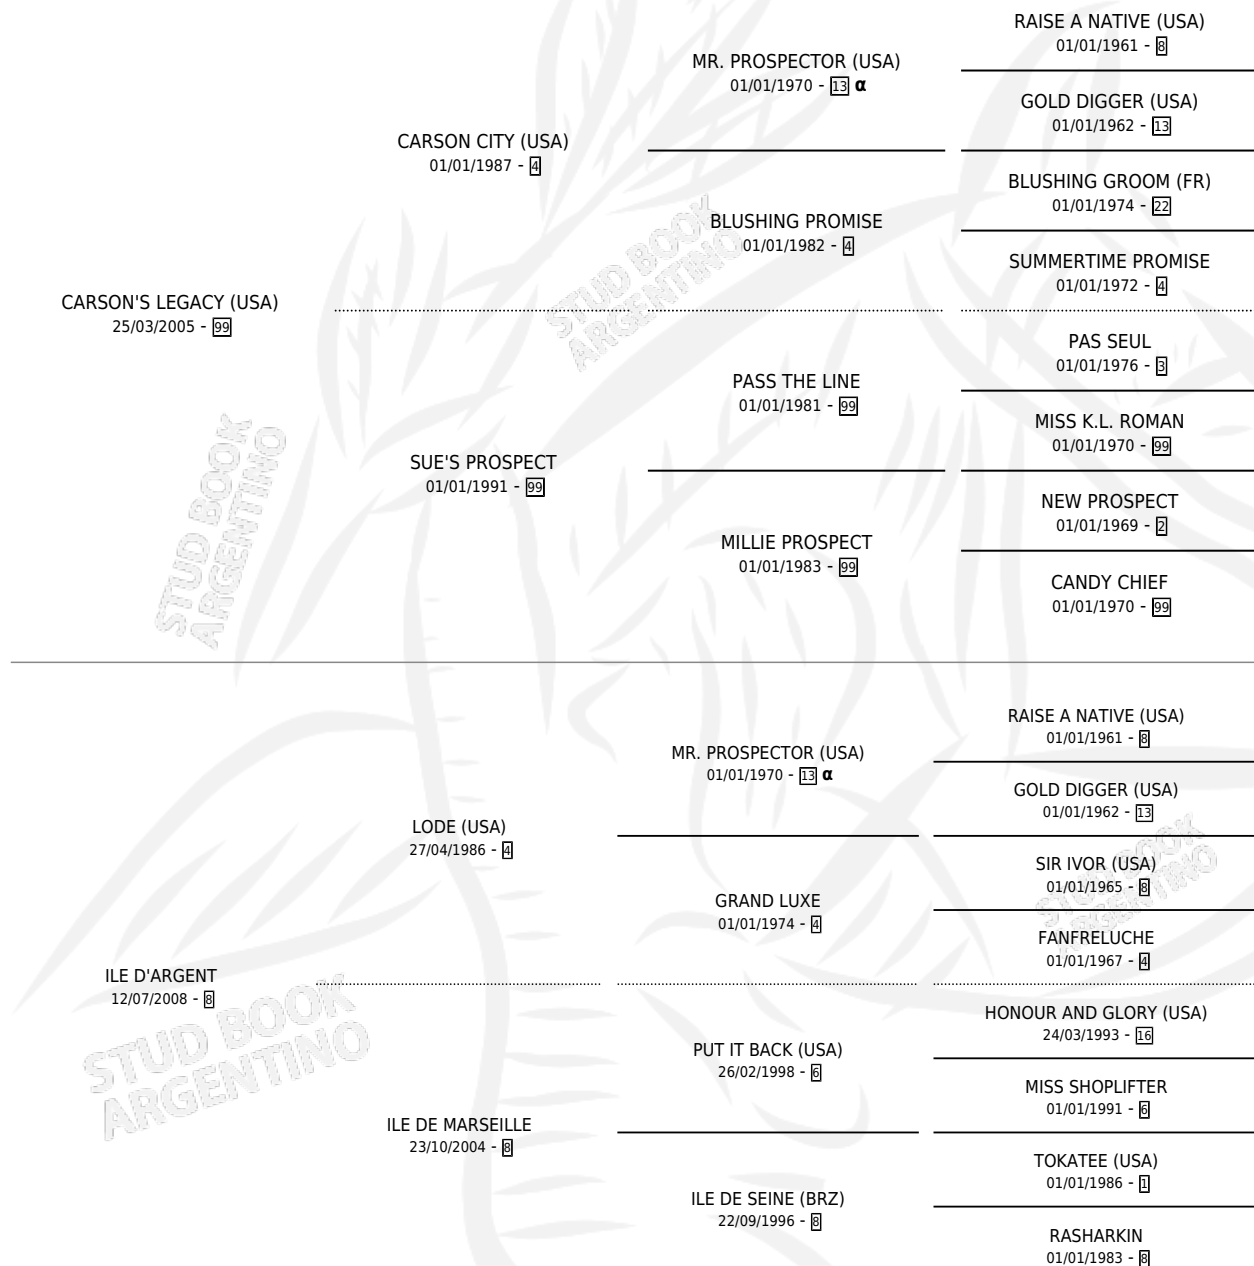 RAISE A NATIVE (USA)
01/01/1961 - 8
MR. PROSPECTOR (USA)
01/01/1970 - 13 α
GOLD DIGGER (USA)
01/01/1962 - 13
CARSON CITY (USA)
01/01/1987 - 4
BLUSHING GROOM (FR)
01/01/1974 - 22
BLUSHING PROMISE
01/01/1982 - 4
SUMMERTIME PROMISE
01/01/1972 - 4
CARSON'S LEGACY (USA)
25/03/2005 - 99
STUD BOOK
ARGENTINO
PAS SEUL
01/01/1976 - 3
PASS THE LINE
01/01/1981 - 99
MISS K.L. ROMAN
01/01/1970 - 99
SUE'S PROSPECT
01/01/1991 - 99
NEW PROSPECT
01/01/1969 - 2
MILLIE PROSPECT
01/01/1983 - 99
CANDY CHIEF
01/01/1970 - 99
STUD BOOK
ARGENTINO
RAISE A NATIVE (USA)
01/01/1961 - 8
MR. PROSPECTOR (USA)
01/01/1970 - 13 α
GOLD DIGGER (USA)
01/01/1962 - 13
LODE (USA)
27/04/1986 - 4
SIR IVOR (USA)
01/01/1965 - 8
GRAND LUXE
01/01/1974 - 4
FANFRELUCHE
01/01/1967 - 4
STUD BOOK
ARGENTINO
ILE D'ARGENT
12/07/2008 - 8
HONOUR AND GLORY (USA)
24/03/1993 - 16
PUT IT BACK (USA)
26/02/1998 - 6
MISS SHOPLIFTER
01/01/1991 - 6
STUD BOOK
ARGENTINO
ILE DE MARSEILLE
23/10/2004 - 8
TOKATEE (USA)
01/01/1986 - 1
ILE DE SEINE (BRZ)
22/09/1996 - 8
RASHARKIN
01/01/1983 - 8